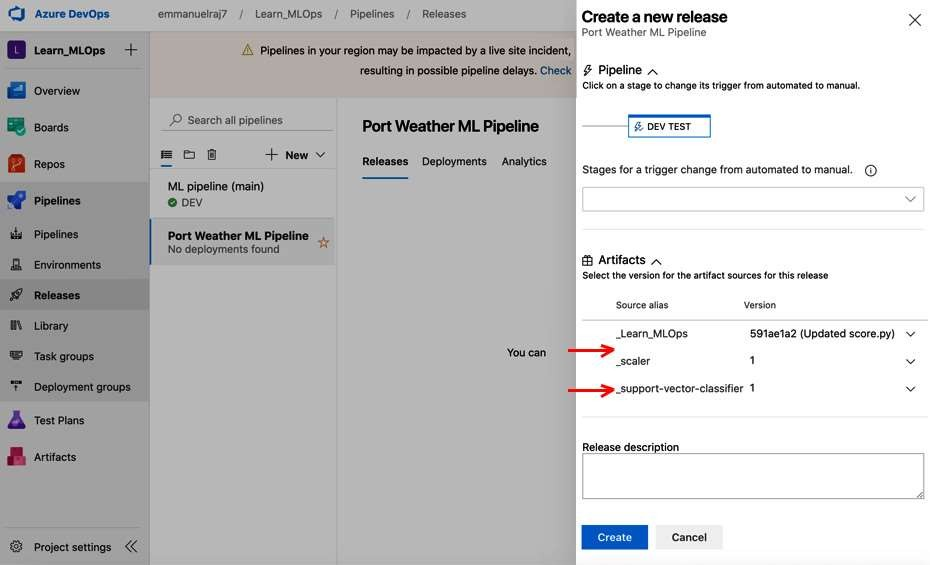 Azure DevOps
emmanuelraj7 / Learn_MLOps / Pipelines / Releases
L Learn_MLOps
Overview
Boards
Repos
Pipelines
Pipelines
Environments
Releases
Library
Task groups
Deployment groups
Test Plans
Artifacts
Project settings
Pipelines in your region may be impacted by a live site incident,
resulting in possible pipeline delays. Check
Search all pipelines
New
ML pipeline (main)
DEV
Port Weather ML Pipeline
No deployments found
Port Weather ML Pipeline
Releases Deployments Analytics
You can
Create a new release
Port Weather ML Pipeline
Pipeline
Click on a stage to change its trigger from automated to manual.
DEV TEST
Stages for a trigger change from automated to manual.
Artifacts
Select the version for the artifact sources for this release
Source alias Version
_Learn_MLOps 591ae1a2 (Updated score.py)
_scaler 1
_support-vector-classifier 1
Release description
Create Cancel